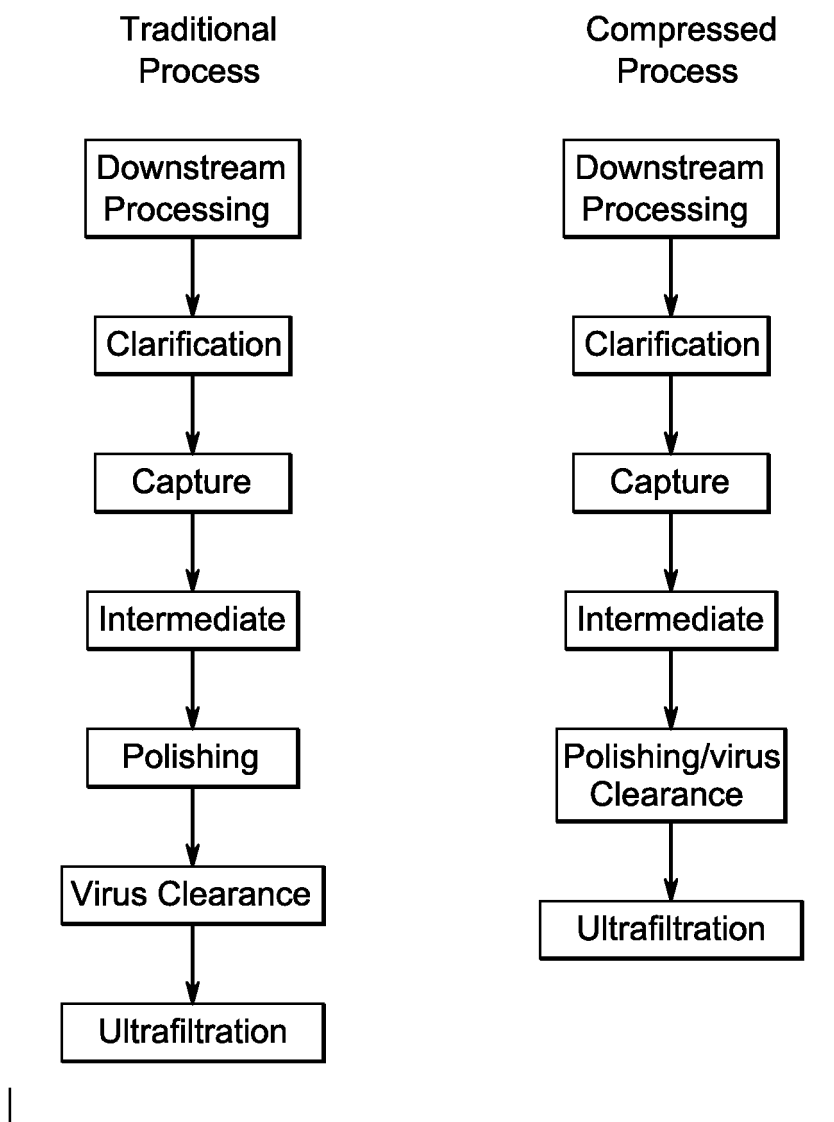 Traditional
Process
Downstream
Processing
Clarification
Capture
Intermediate
Polishing
Virus Clearance
Ultrafiltration
Compressed
Process
Downstream
Processing
Clarification
Capture
Intermediate
Polishing/virus
Clearance
Ultrafiltration